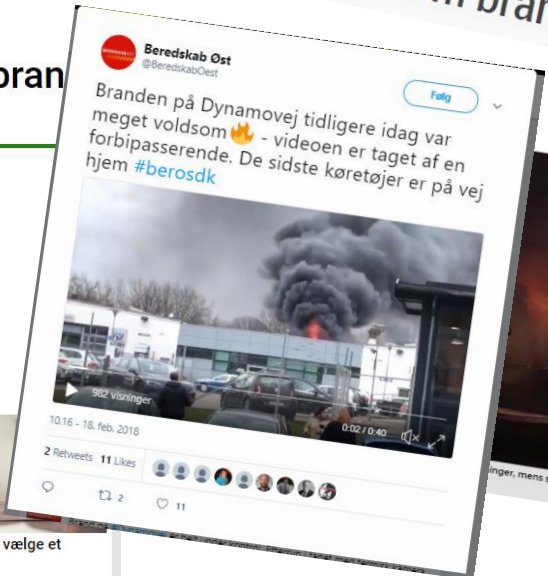 bran
Beredskab Øst
@BeredskabOest
Følg
Branden på Dynamovej tidligere idag var
meget voldsom🔥 - videoen er taget af en
forbipasserende. De sidste køretøjer er på vej
hjem #berosdk
982 visninger
0:02 / 0:40
10.16 - 18. feb. 2018
2 Retweets 11 Likes
2
11
inger, mens s
vælge et